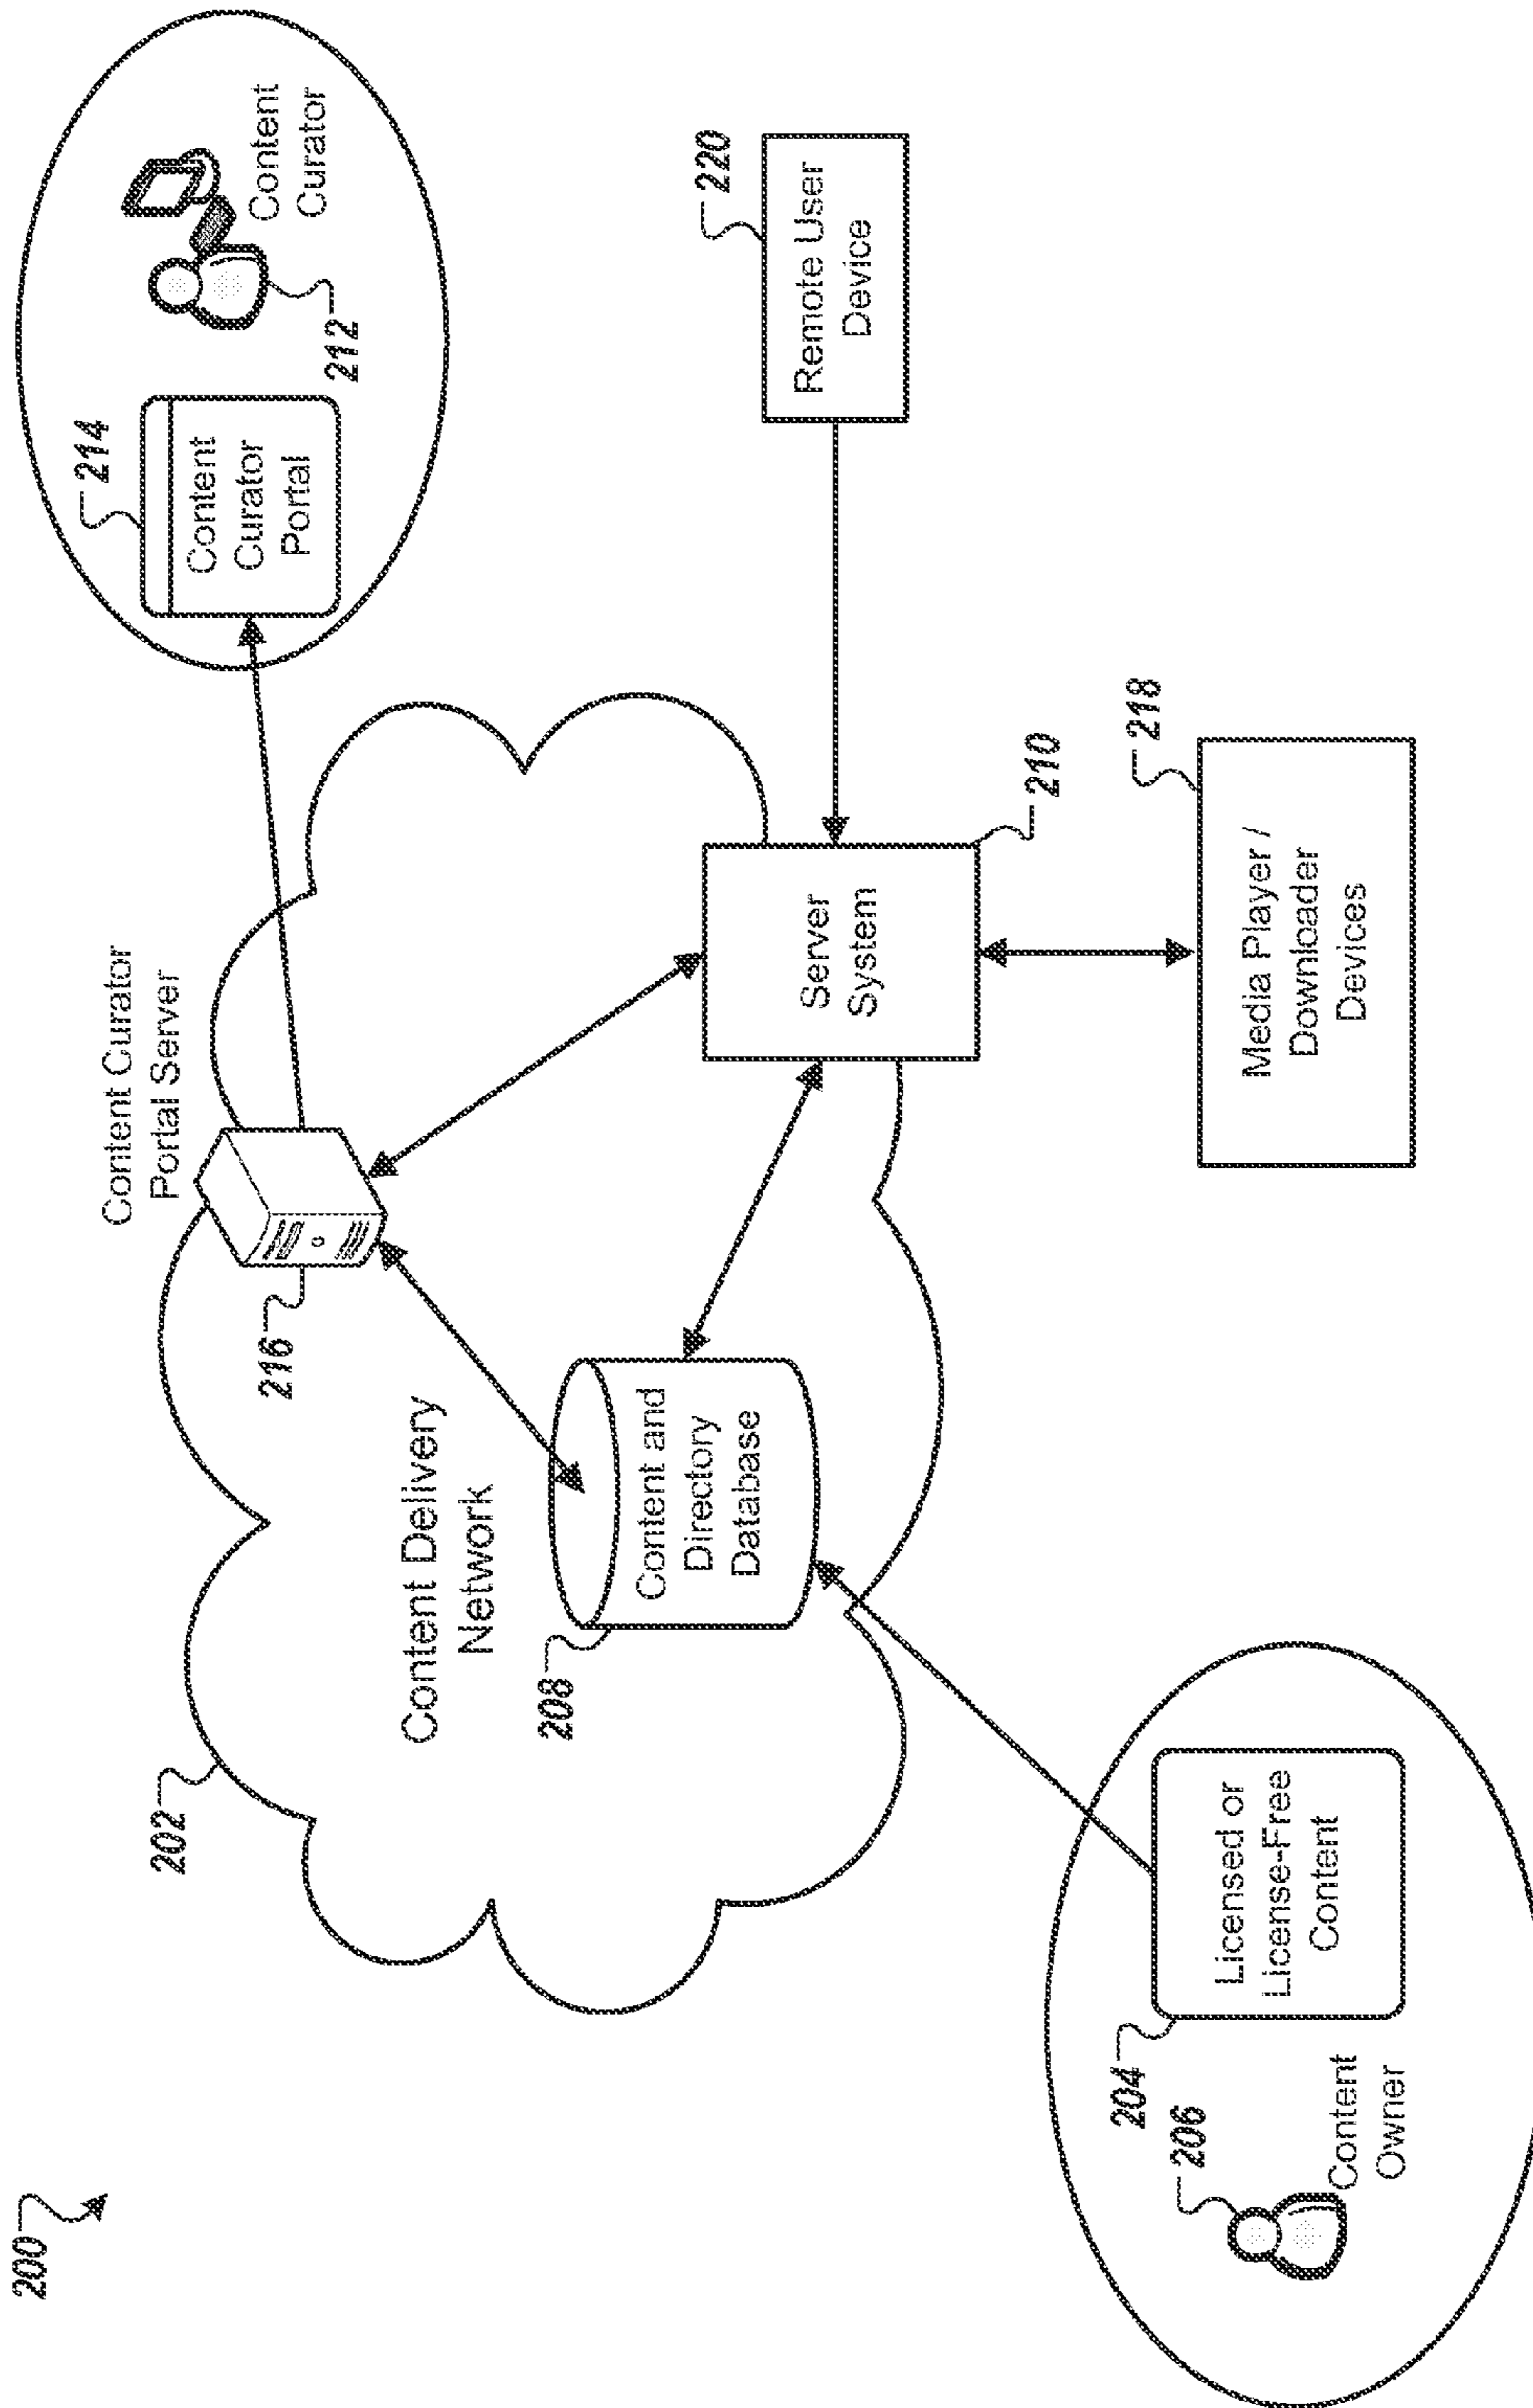 200
202
Content Delivery
Network
Content Curator
Portal Server
216
214
Content
Curator
Portal
212
Content
Curator
208
Content and
Directory
Database
Server
System
210
220
Remote User
Device
218
Media Player /
Downloader
Devices
204
206
Content
Owner
Licensed or
License-Free
Content